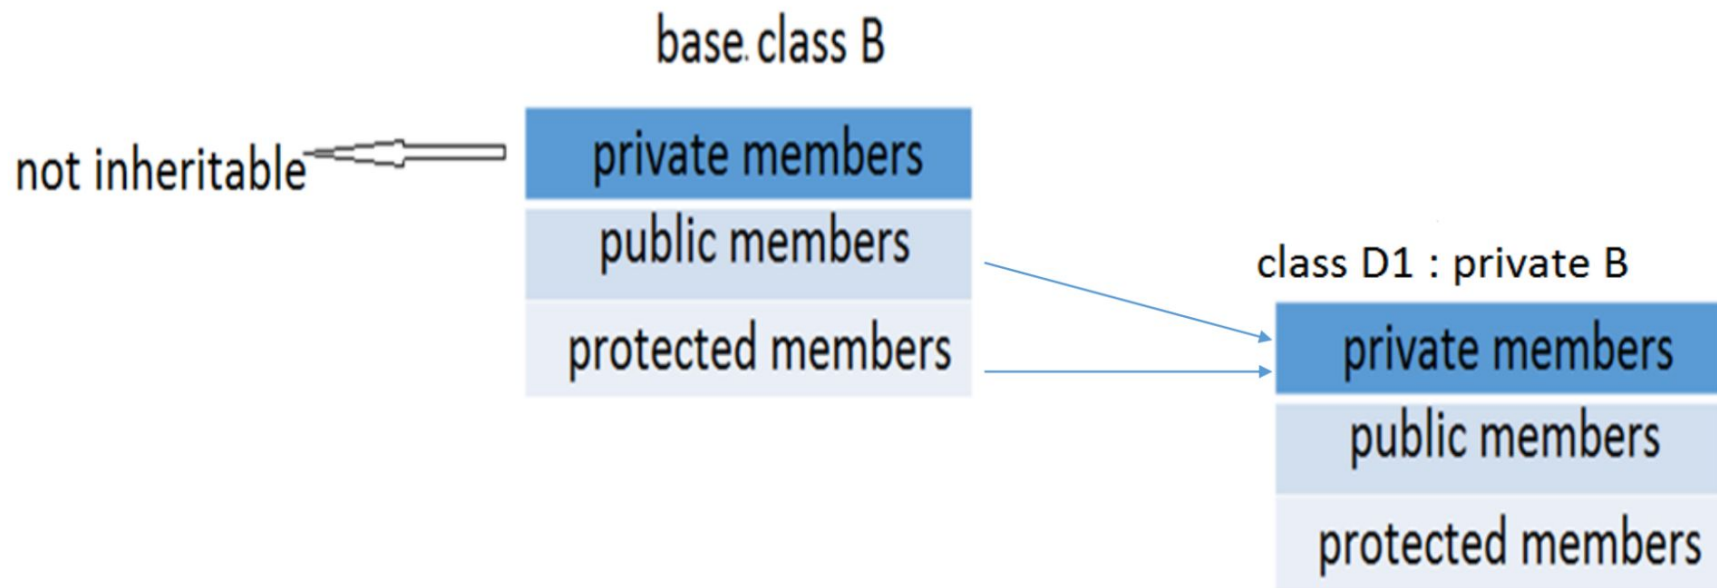 base class B
not inheritable
private members
public members
protected members
class D1 : private B
private members
public members
protected members